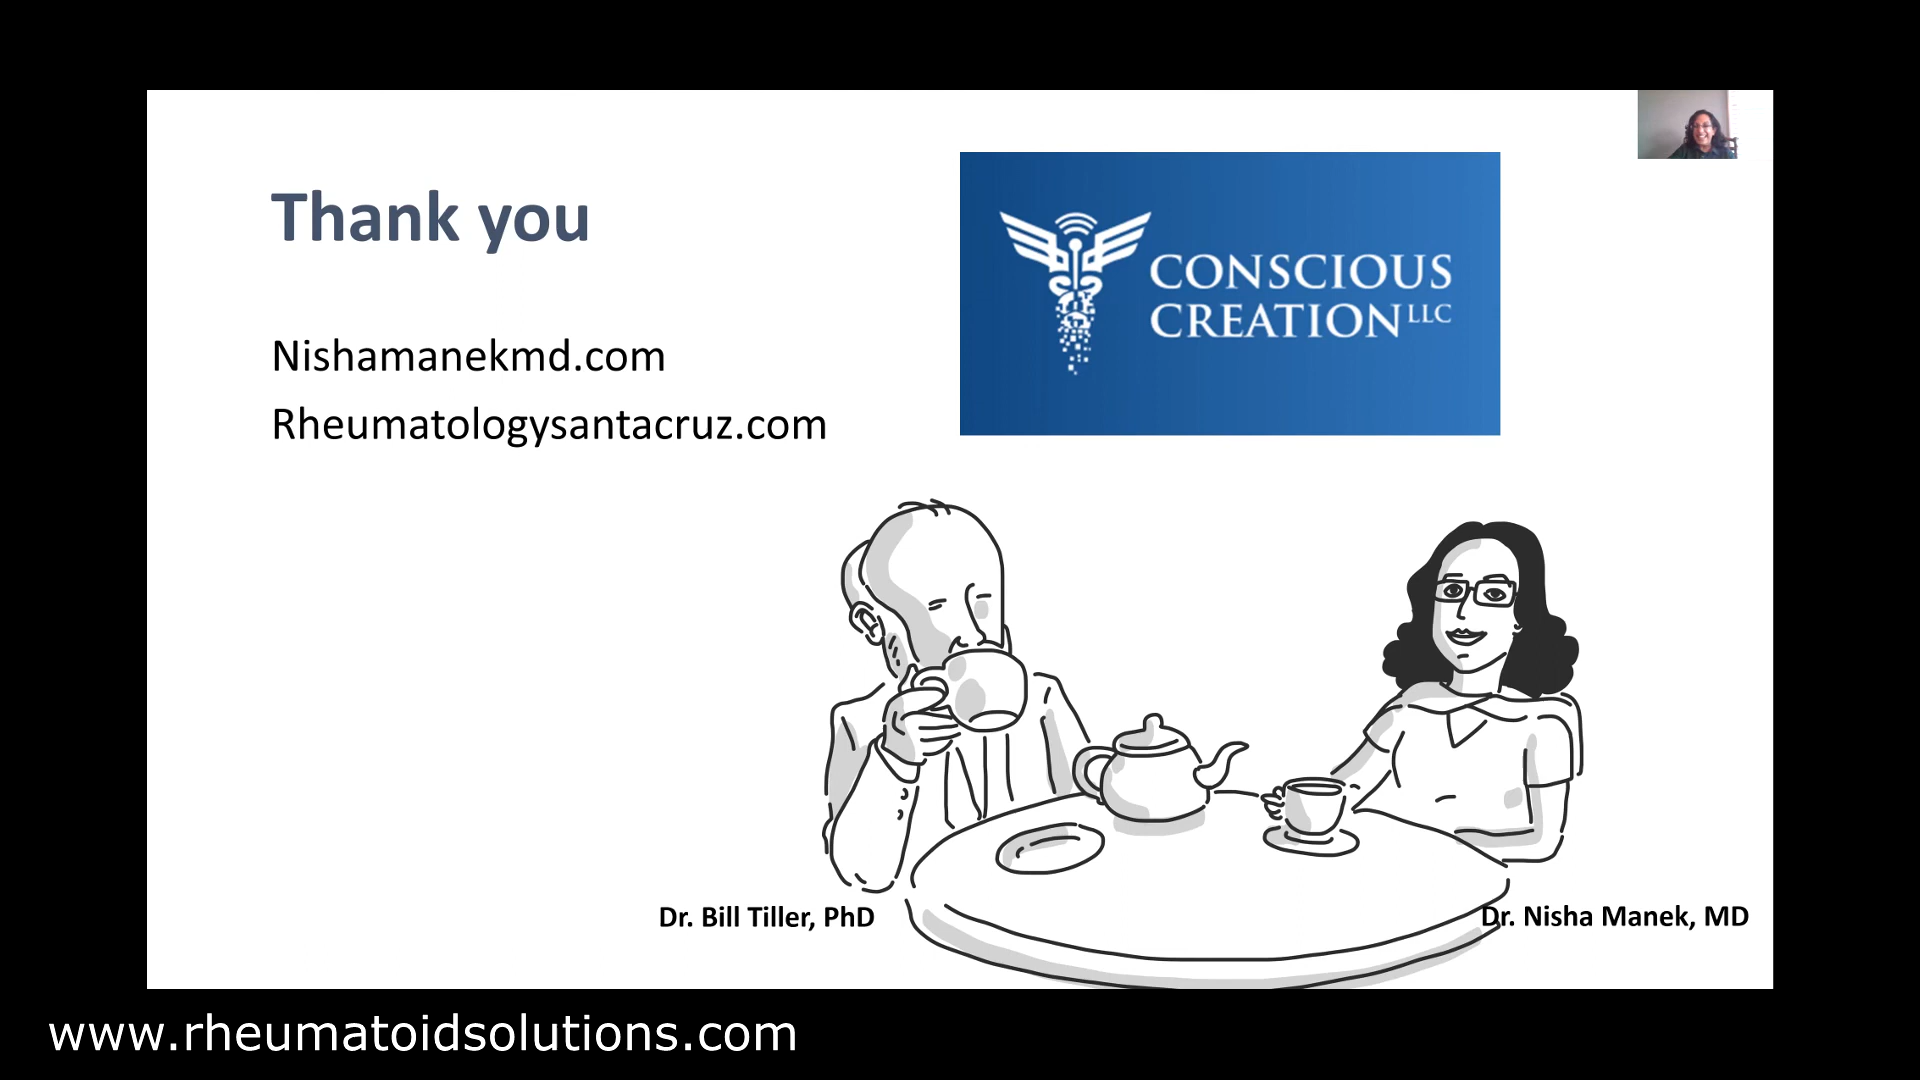 Thank you
Nishamanekmd.com
Rheumatologysantacruz.com
CONSCIOUS
CREATION LLC
Dr. Bill Tiller, PhD
Dr. Nisha Manek, MD
www.rheumatoidsolutions.com